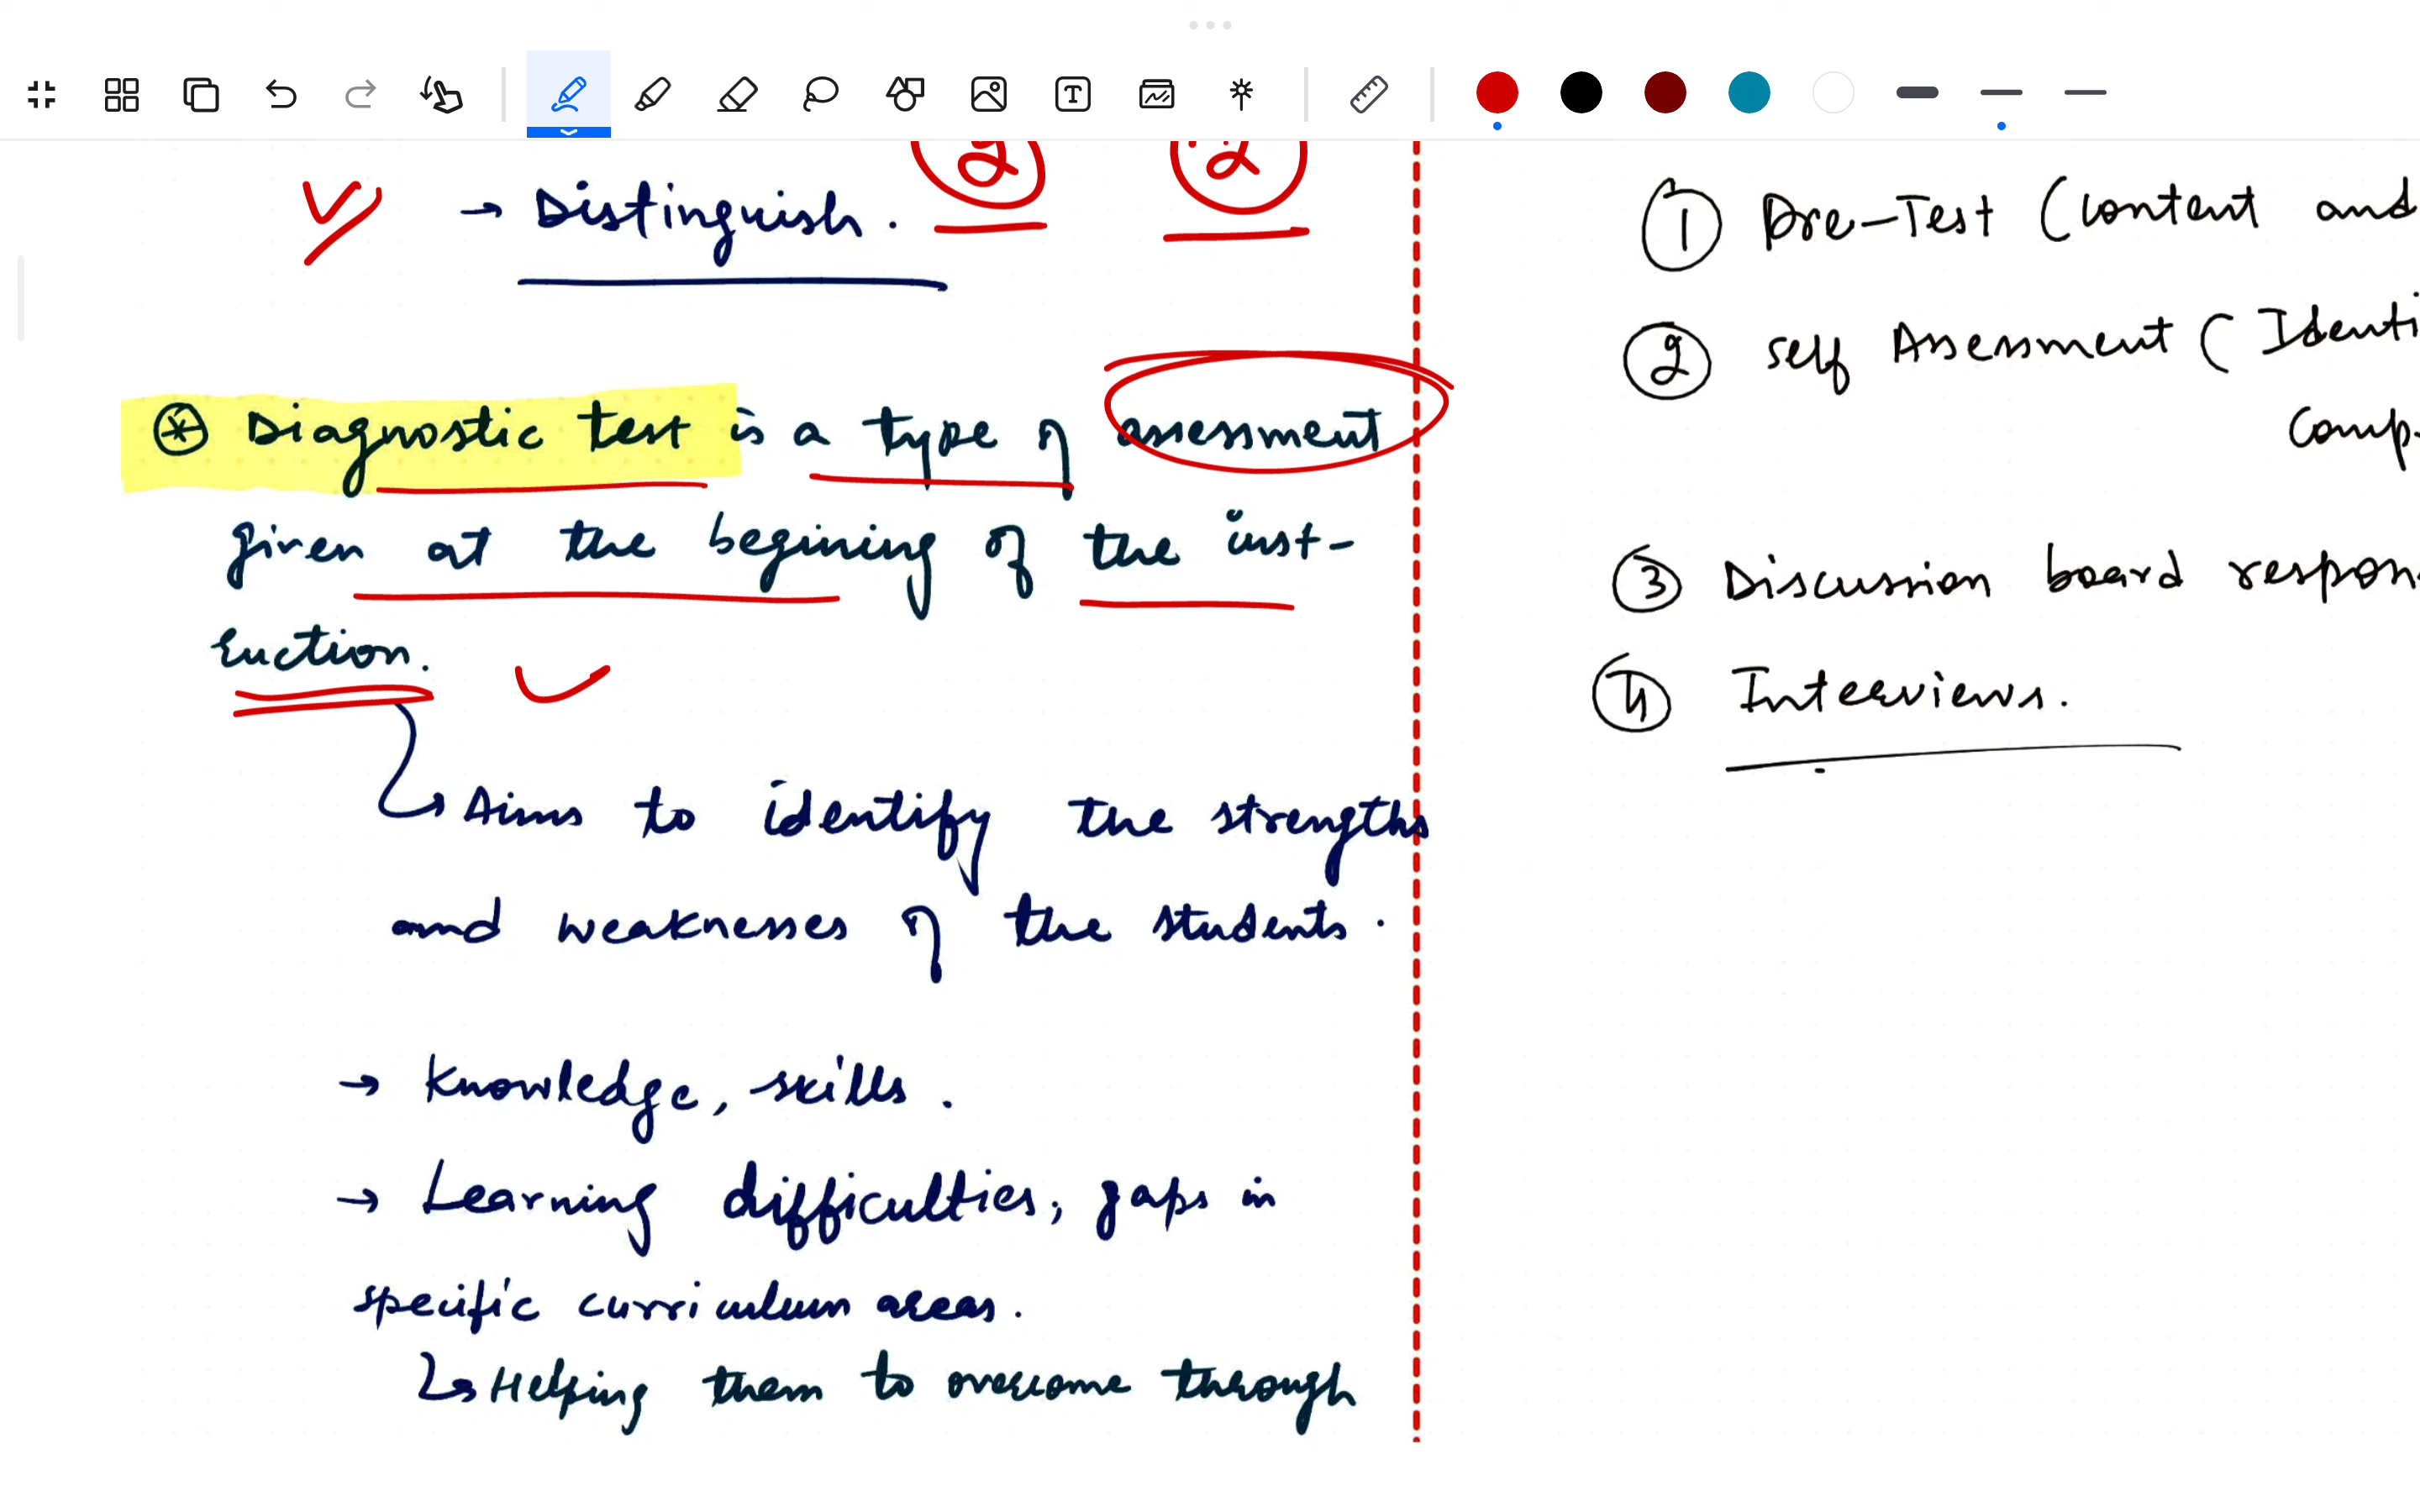 → Distinguish.
2 2
* Diagnostic test is a type of assessment
given at the begining of the inst-
ruction.
↳ Aims to identify the strengths
and weaknesses of the students.
→ Knowledge, skills.
→ Learning difficulties, gaps in
specific curriculum areas.
↳ Helping them to overcome through
① Pre-Test (Content and
② self Assessment ( Identi
Comp
③ Discussion board respon
④ Interviews.